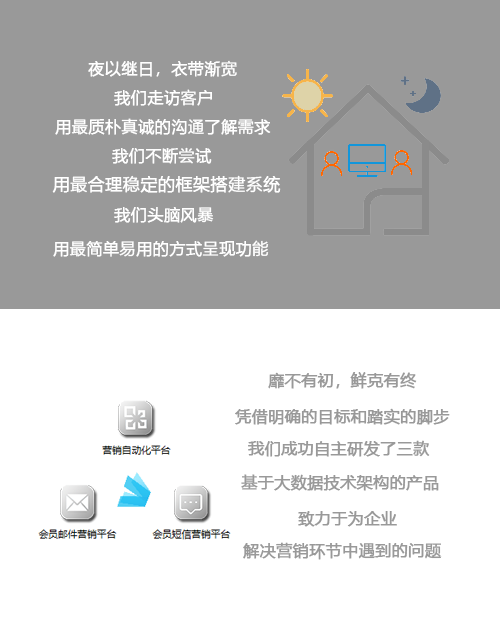 夜以继日，衣带渐宽
我们走访客户
用最质朴真诚的沟通了解需求
我们不断尝试
用最合理稳定的框架搭建系统
我们头脑风暴
用最简单易用的方式呈现功能
靡不有初，鲜克有终
凭借明确的目标和踏实的脚步
我们成功自主研发了三款
基于大数据技术架构的产品
致力于为企业
解决营销环节中遇到的问题
营销自动化平台
会员邮件营销平台
会员短信营销平台